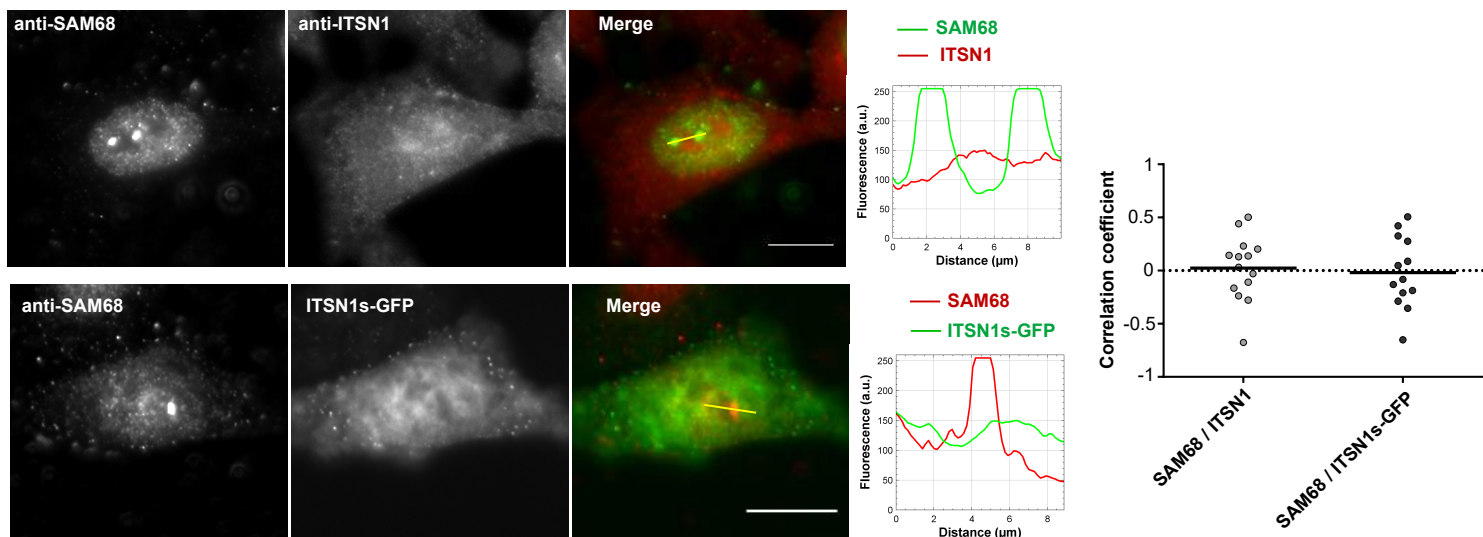 anti-SAM68
anti-ITSN1
Merge
SAM68
ITSN1
Fluorescence (a.u.)
250
200
150
100
50
0
0
2
4
6
8
Distance (µm)
anti-SAM68
ITSN1s-GFP
Merge
SAM68
ITSN1s-GFP
Fluorescence (a.u.)
250
200
150
100
50
0
0
2
4
6
8
Distance (µm)
Correlation coefficient
1
0.5
0
-0.5
-1
SAM68 / ITSN1
SAM68 / ITSN1s-GFP